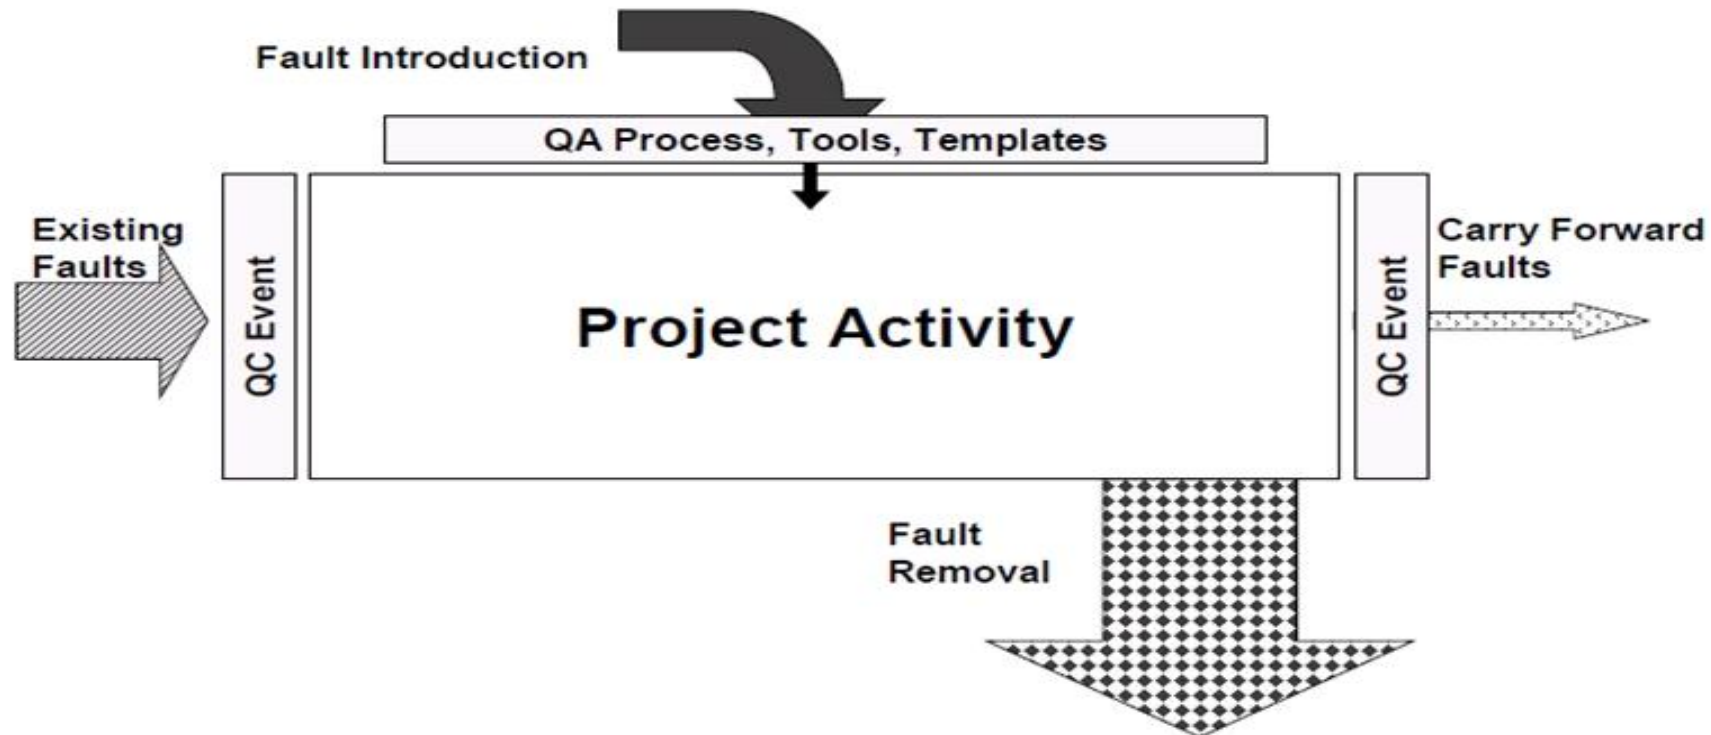 Fault Introduction
QA Process, Tools, Templates
Existing
Faults
QC Event
Project Activity
QC Event
Carry Forward
Faults
Fault
Removal